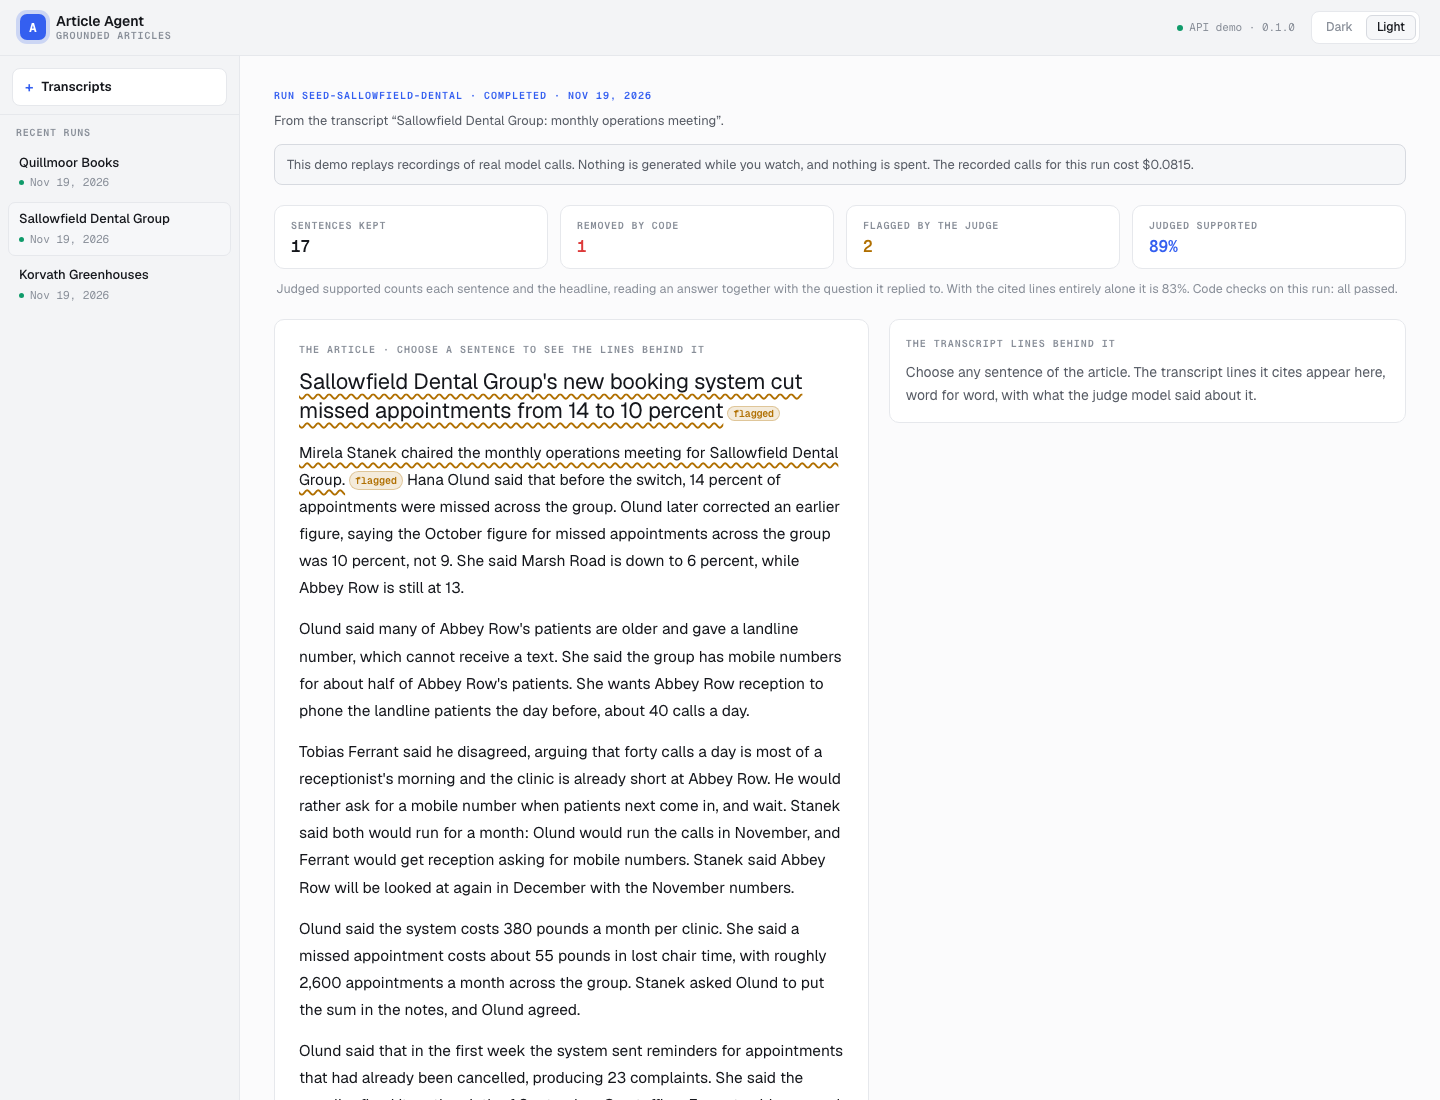 A
Article Agent
GROUNDED ARTICLES
API demo · 0.1.0
Dark
Light
+ Transcripts
RECENT RUNS
Quillmoor Books
Nov 19, 2026
Sallowfield Dental Group
Nov 19, 2026
Korvath Greenhouses
Nov 19, 2026
RUN SEED-SALLOWFIELD-DENTAL · COMPLETED · NOV 19, 2026
From the transcript “Sallowfield Dental Group: monthly operations meeting”.
This demo replays recordings of real model calls. Nothing is generated while you watch, and nothing is spent. The recorded calls for this run cost $0.0815.
SENTENCES KEPT
17
REMOVED BY CODE
1
FLAGGED BY THE JUDGE
2
JUDGED SUPPORTED
89%
Judged supported counts each sentence and the headline, reading an answer together with the question it replied to. With the cited lines entirely alone it is 83%. Code checks on this run: all passed.
THE ARTICLE · CHOOSE A SENTENCE TO SEE THE LINES BEHIND IT
Sallowfield Dental Group's new booking system cut
missed appointments from 14 to 10 percent flagged
Mirela Stanek chaired the monthly operations meeting for Sallowfield Dental
Group. flagged Hana Olund said that before the switch, 14 percent of
appointments were missed across the group. Olund later corrected an earlier
figure, saying the October figure for missed appointments across the group
was 10 percent, not 9. She said Marsh Road is down to 6 percent, while
Abbey Row is still at 13.
Olund said many of Abbey Row's patients are older and gave a landline
number, which cannot receive a text. She said the group has mobile numbers
for about half of Abbey Row's patients. She wants Abbey Row reception to
phone the landline patients the day before, about 40 calls a day.
Tobias Ferrant said he disagreed, arguing that forty calls a day is most of a
receptionist's morning and the clinic is already short at Abbey Row. He would
rather ask for a mobile number when patients next come in, and wait. Stanek
said both would run for a month: Olund would run the calls in November, and
Ferrant would get reception asking for mobile numbers. Stanek said Abbey
Row will be looked at again in December with the November numbers.
Olund said the system costs 380 pounds a month per clinic. She said a
missed appointment costs about 55 pounds in lost chair time, with roughly
2,600 appointments a month across the group. Stanek asked Olund to put
the sum in the notes, and Olund agreed.
Olund said that in the first week the system sent reminders for appointments
that had already been cancelled, producing 23 complaints. She said the
THE TRANSCRIPT LINES BEHIND IT
Choose any sentence of the article. The transcript lines it cites appear here,
word for word, with what the judge model said about it.